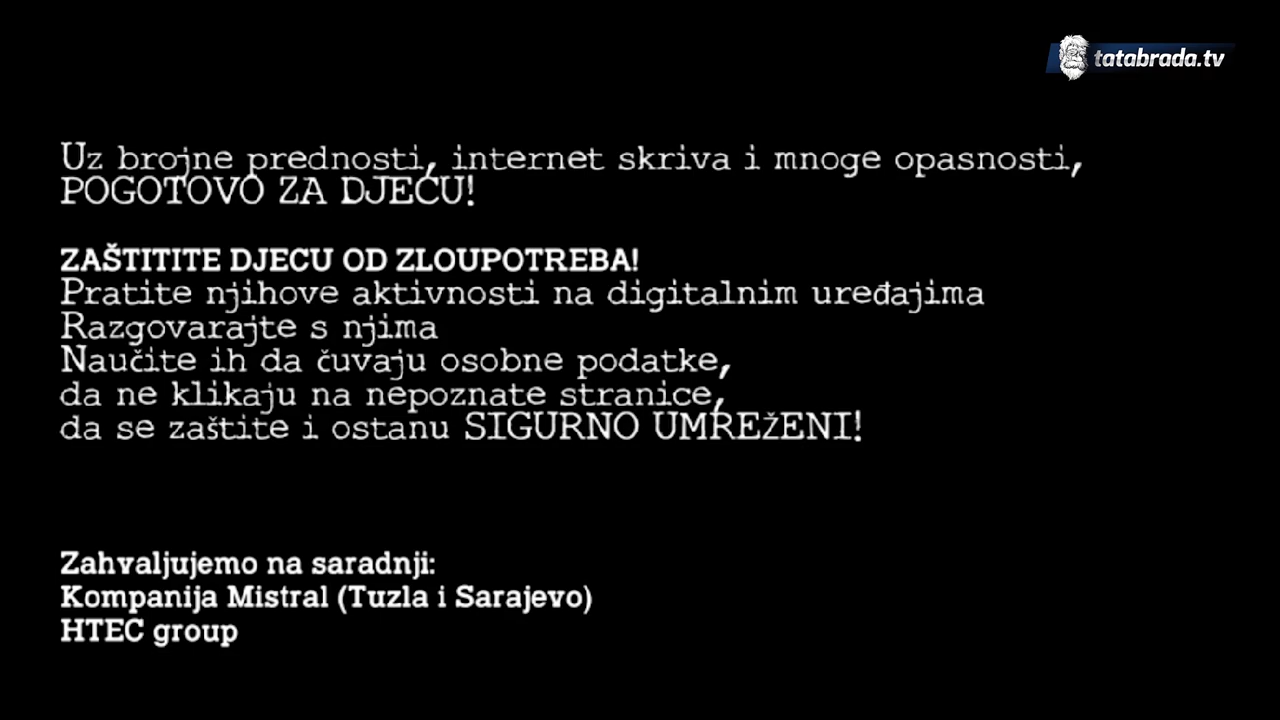 tatabrada.tv
Uz brojne prednosti, internet skriva i mnoge opasnosti,
POGOTOVO ZA DJECU!
ZAŠTITITE DJECU OD ZLOUPOTREBA!
Pratite njihove aktivnosti na digitalnim uređajima
Razgovarajte s njima
Naučite ih da čuvaju osobne podatke,
da ne klikaju na nepoznate stranice,
da se zaštite i ostanu SIGURNO UMREŽENI!
Zahvaljujemo na saradnji:
Kompanija Mistral (Tuzla i Sarajevo)
HTEC group